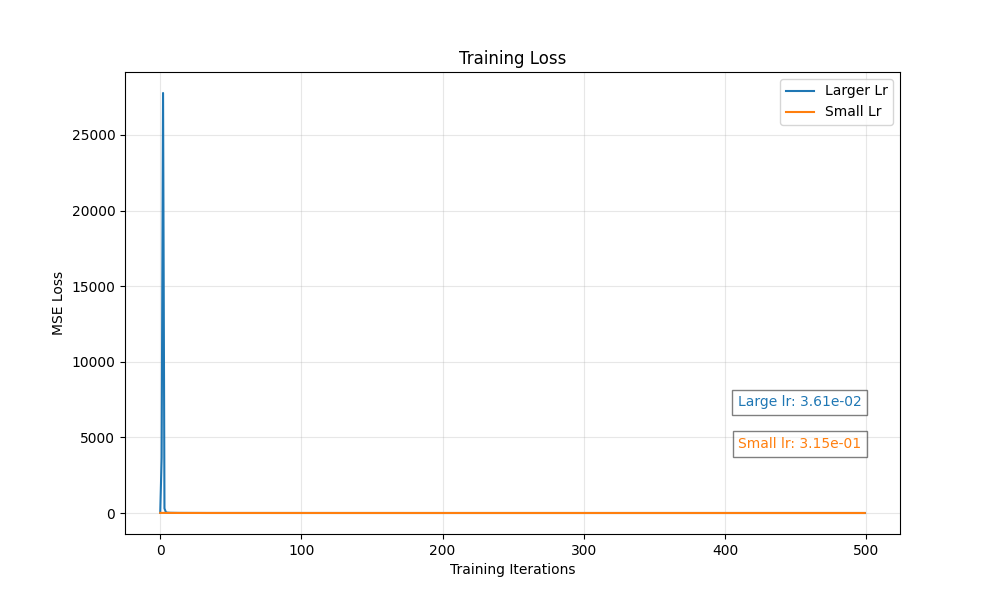 Training Loss
Larger Lr
Small Lr
25000
20000
15000
10000
5000
0
MSE Loss
Large lr: 3.61e-02
Small lr: 3.15e-01
0
100
200
300
400
500
Training Iterations